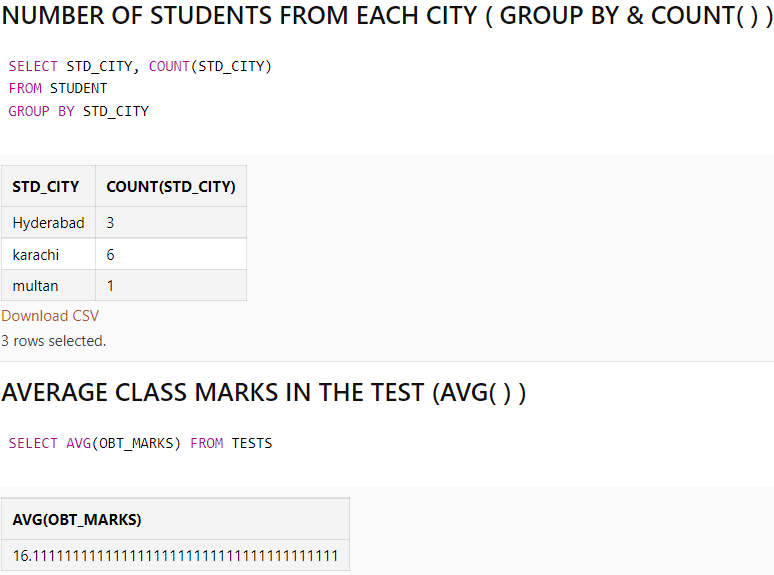 NUMBER OF STUDENTS FROM EACH CITY ( GROUP BY & COUNT( ) )
SELECT STD_CITY, COUNT(STD_CITY)
FROM STUDENT
GROUP BY STD_CITY
STD_CITY COUNT(STD_CITY)
Hyderabad 3
karachi 6
multan 1
Download CSV
3 rows selected.
AVERAGE CLASS MARKS IN THE TEST (AVG( ) )
SELECT AVG(OBT_MARKS) FROM TESTS
AVG(OBT_MARKS)
16.11111111111111111111111111111111111111